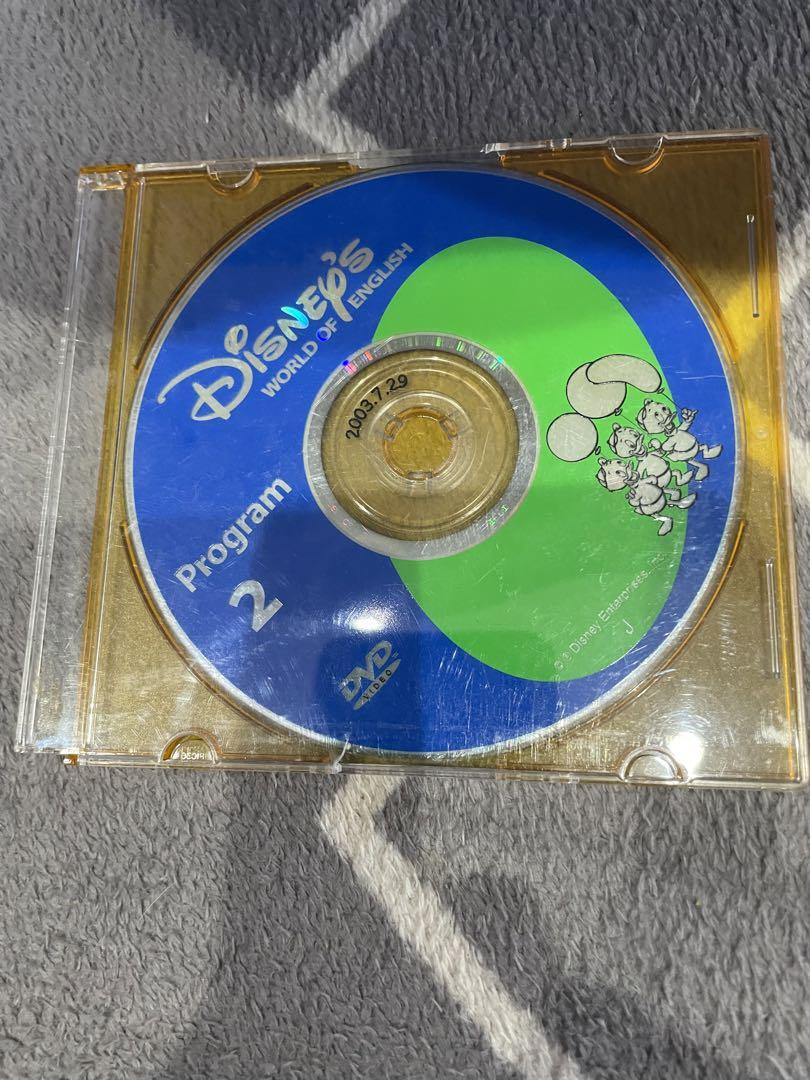 Disney's
WORLD OF ENGLISH
2003.7.29
Program
2
DVD
VIDEO
© Disney Enterprises, Inc.
J